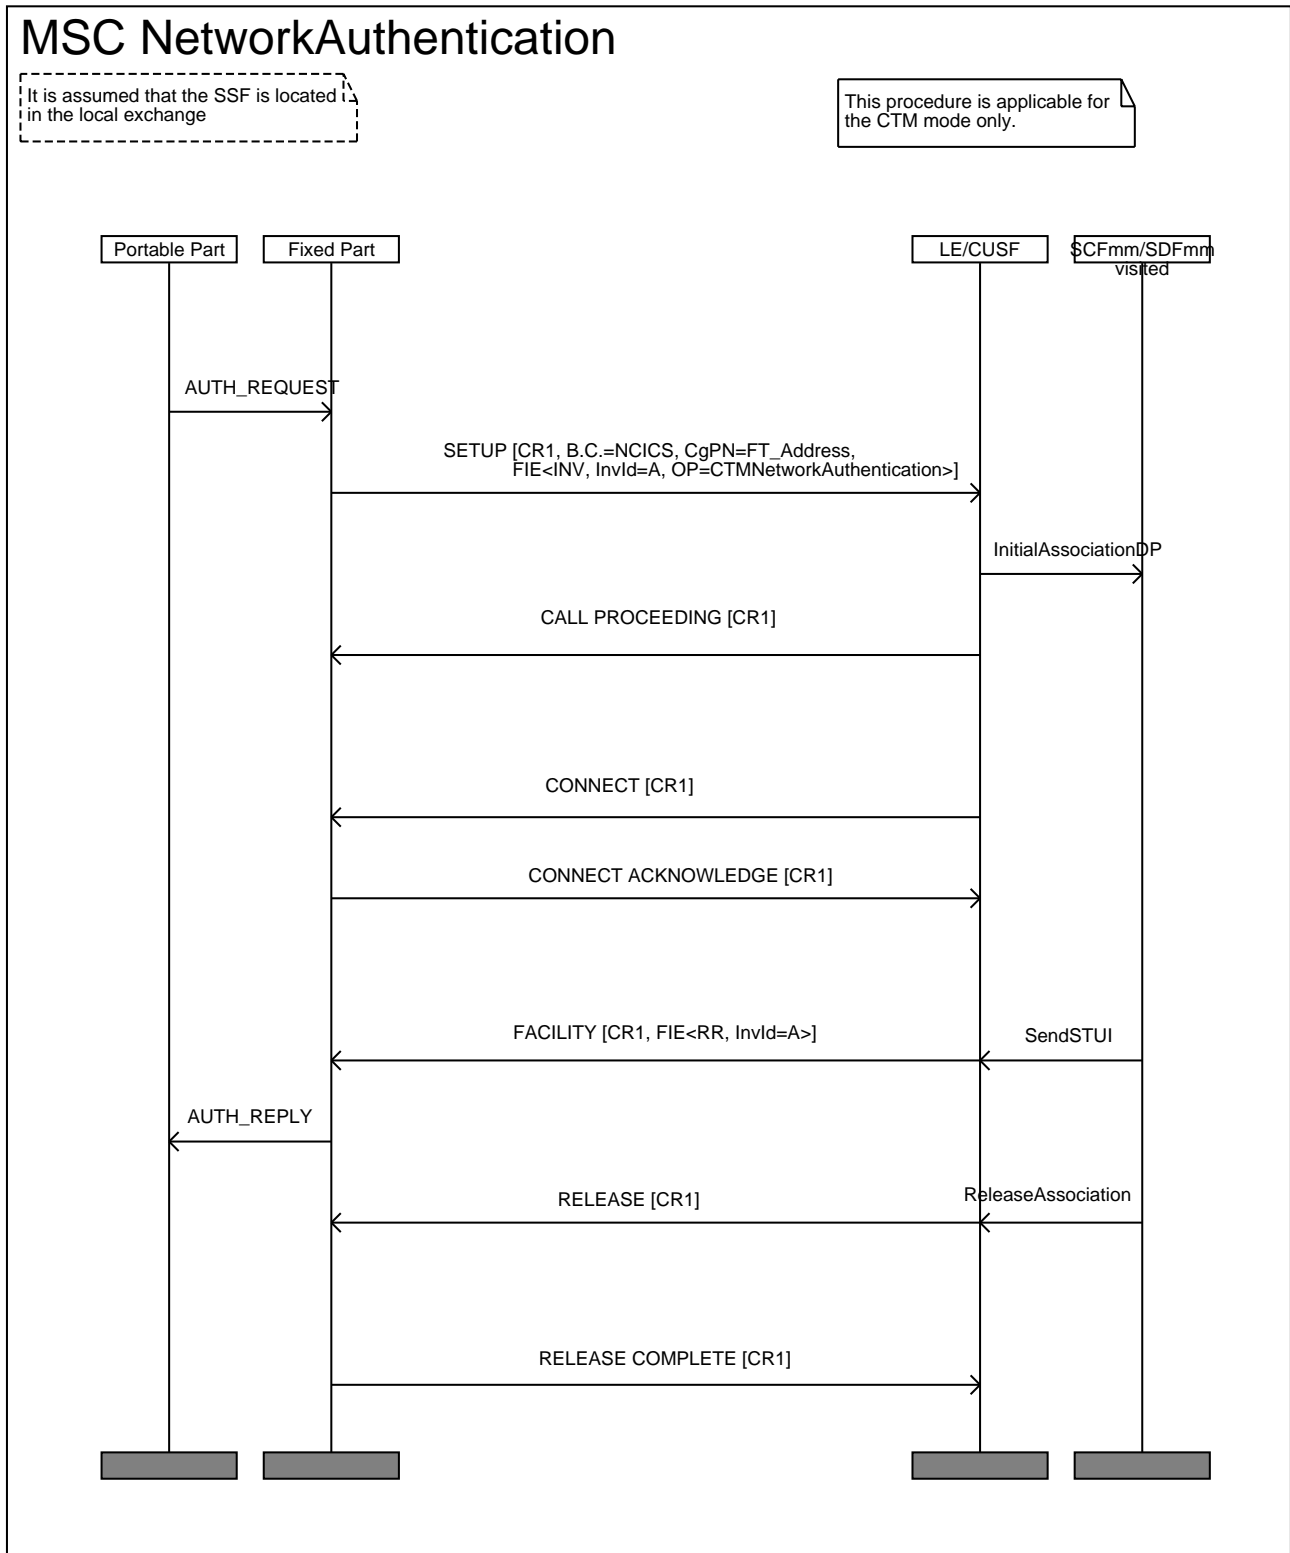 MSC NetworkAuthentication
It is assumed that the SSF is located
in the local exchange
This procedure is applicable for
the CTM mode only.
Portable Part
Fixed Part
LE/CUSF
SCFmm/SDFmm
visited
AUTH_REQUEST
SETUP [CR1, B.C.=NCICS, CgPN=FT_Address,
FIE<INV, InvId=A, OP=CTMNetworkAuthentication>]
InitialAssociationDP
CALL PROCEEDING [CR1]
CONNECT [CR1]
CONNECT ACKNOWLEDGE [CR1]
FACILITY [CR1, FIE<RR, InvId=A>]
SendSTUI
AUTH_REPLY
ReleaseAssociation
RELEASE [CR1]
RELEASE COMPLETE [CR1]